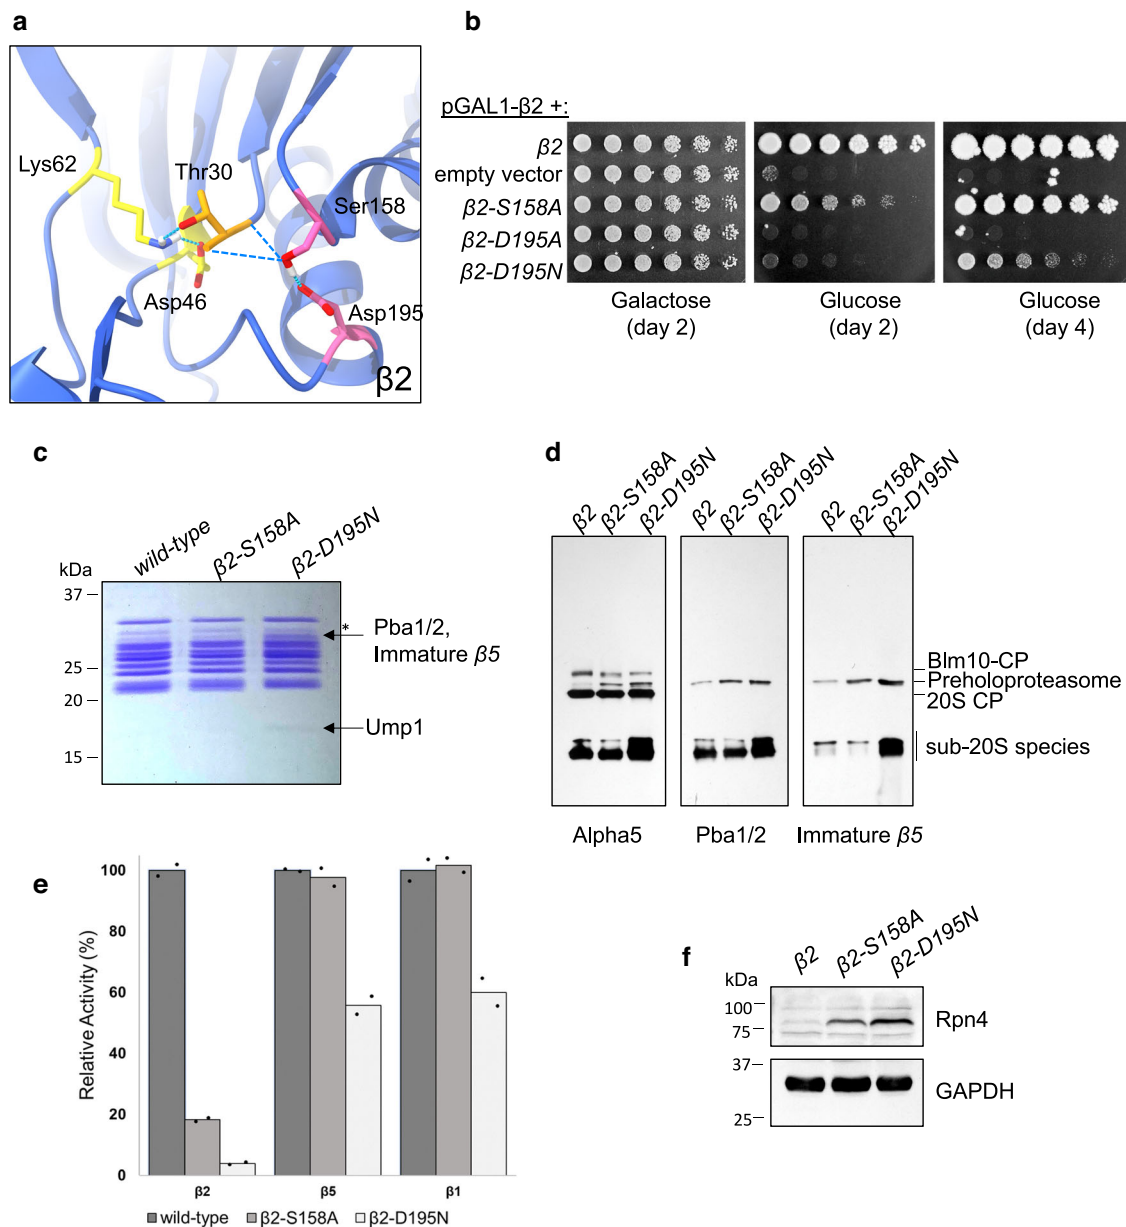 a
Lys62
Thr30
Ser158
Asp46
Asp195
β2
b
pGAL1-β2 +:
β2
empty vector
β2-S158A
β2-D195A
β2-D195N
Galactose
(day 2)
Glucose
(day 2)
Glucose
(day 4)
c
wild-type
β2-S158A
β2-D195N
kDa
37
25
20
15
*
Pba1/2,
Immature β5
Ump1
d
β2
β2-S158A
β2-D195N
β2
β2-S158A
β2-D195N
β2
β2-S158A
β2-D195N
Blm10-CP
Preholoproteasome
20S CP
sub-20S species
Alpha5
Pba1/2
Immature β5
e
Relative Activity (%)
100
80
60
40
20
0
β2
β5
β1
wild-type
β2-S158A
β2-D195N
f
β2
β2-S158A
β2-D195N
kDa
100
75
Rpn4
37
25
GAPDH